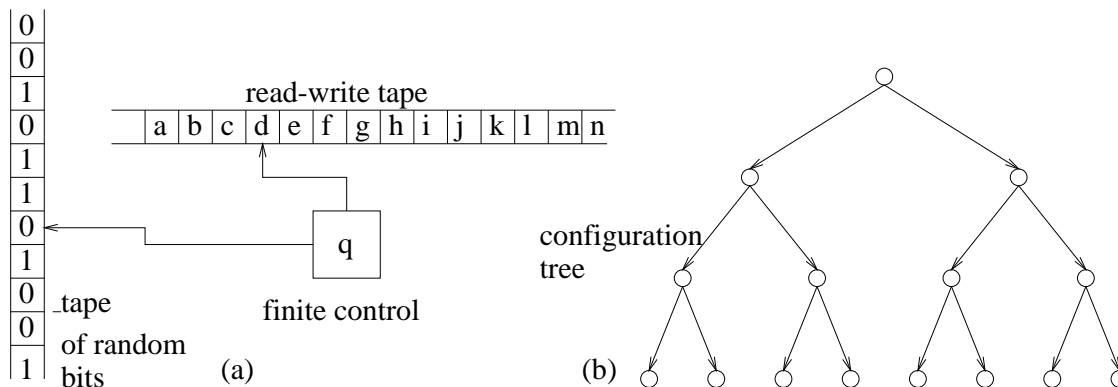 0
0
1
0
1
1
0
1
0
0
1
read-write tape
a b c d e f g h i j k l m n
q
finite control
tape
of random
bits
(a)
configuration
tree
(b)